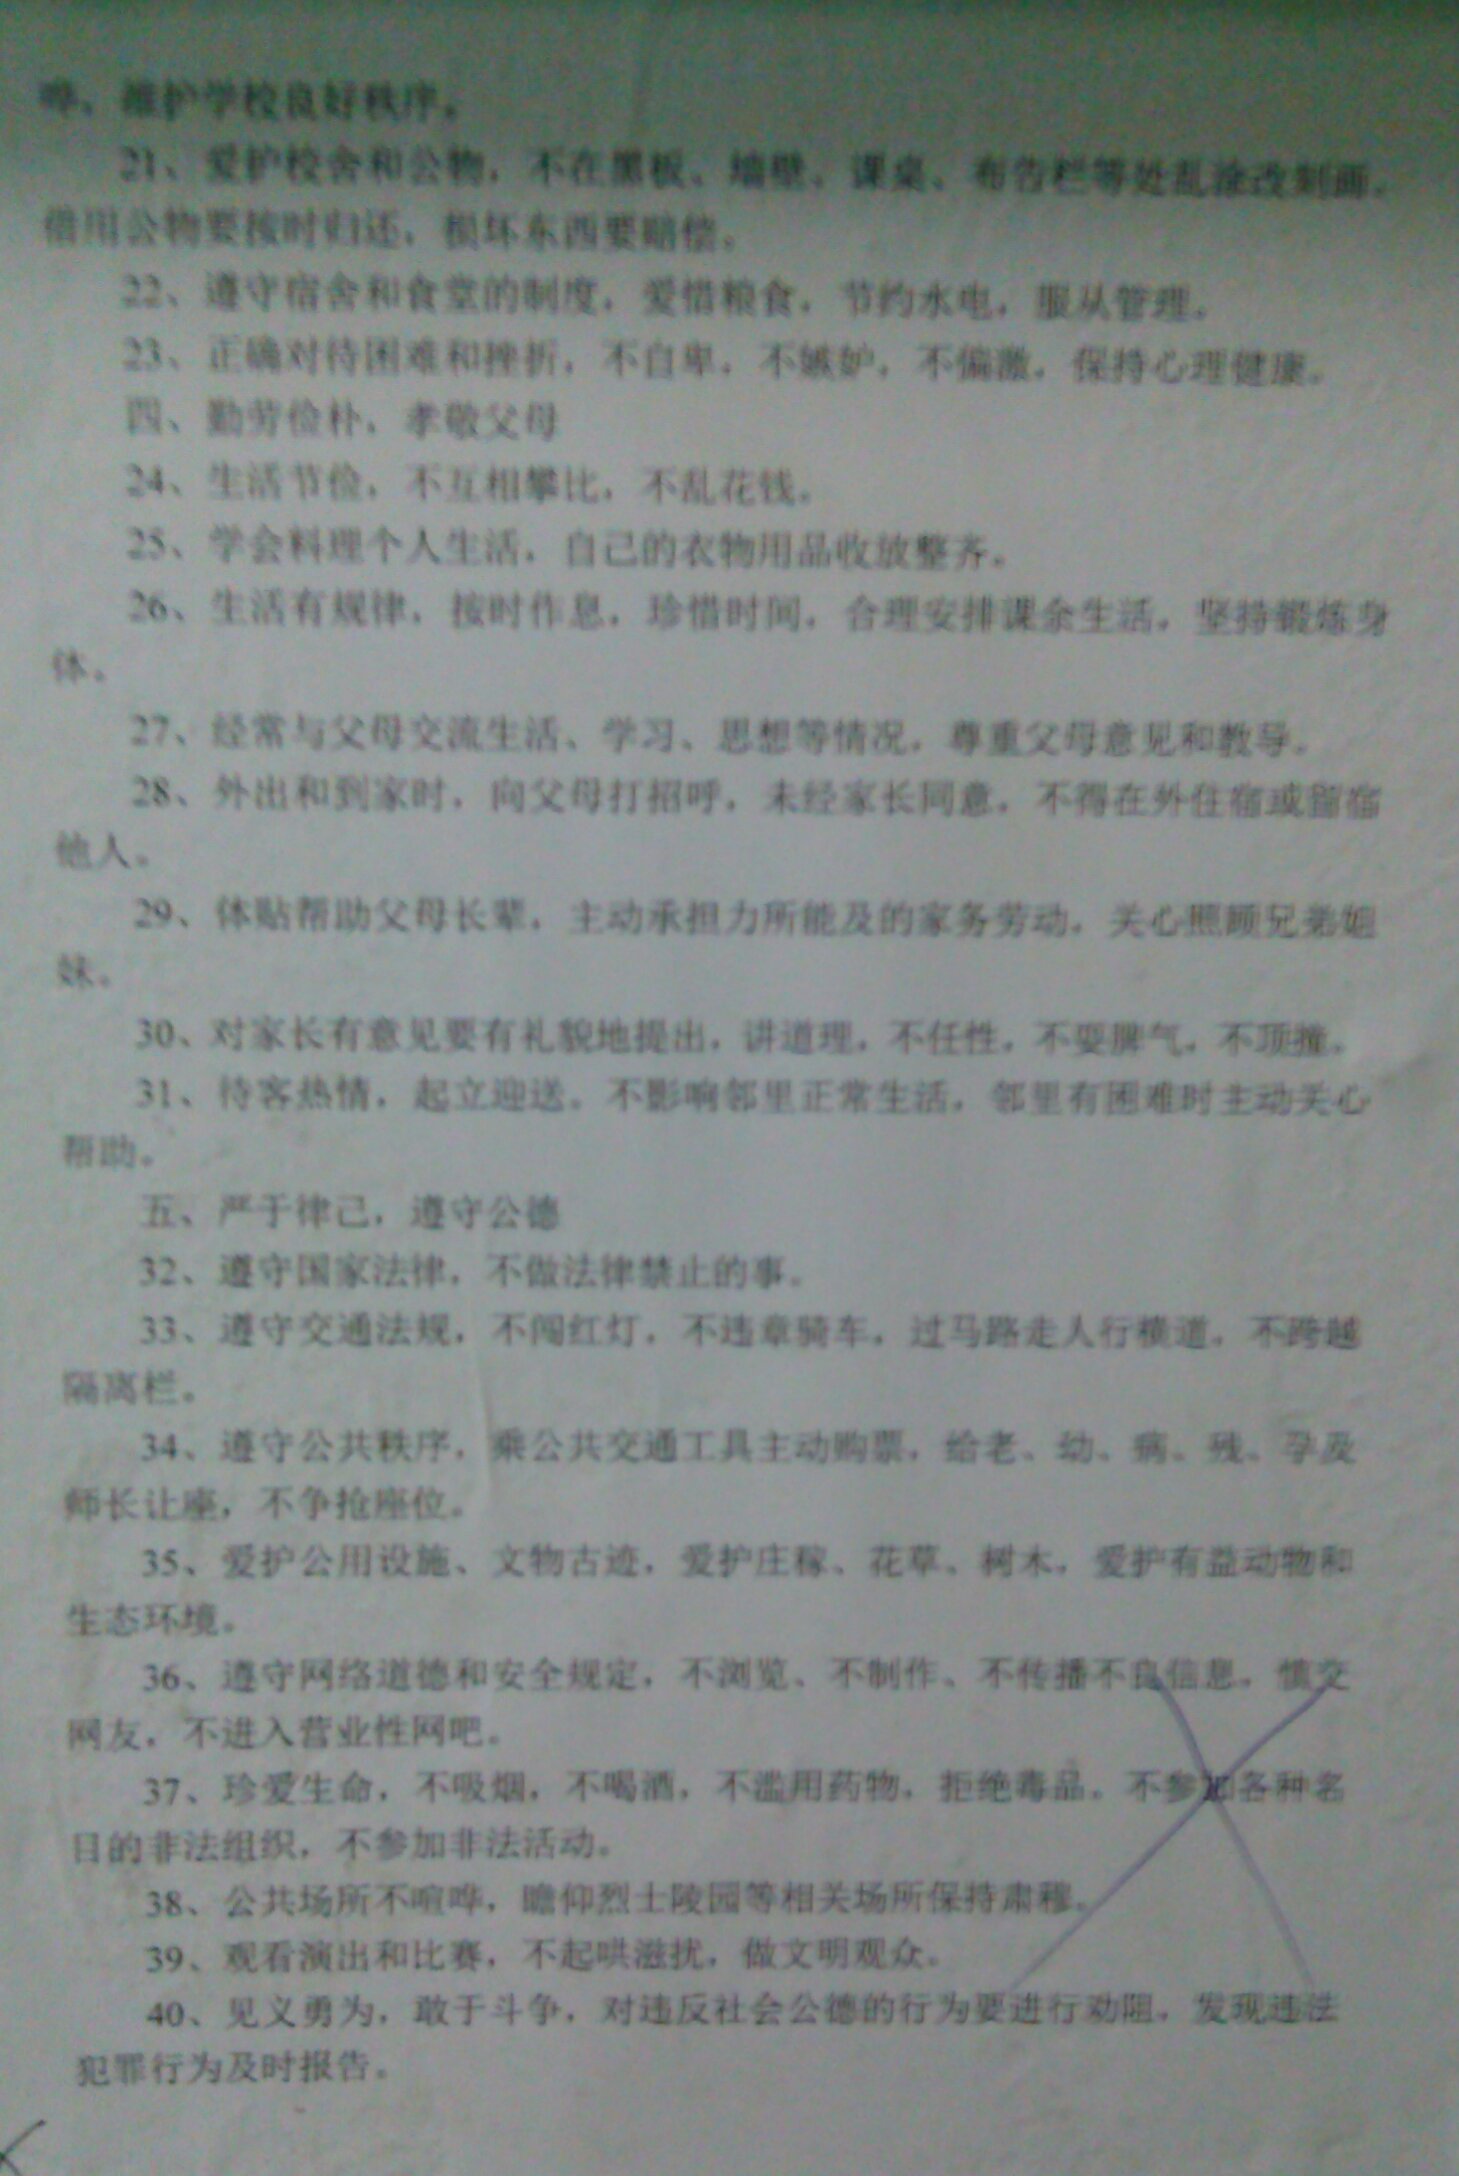 哗，维护学校良好秩序。
21、爱护校舍和公物，不在黑板、墙壁、课桌、布告栏等处乱涂改刻画。
借用公物要按时归还，损坏东西要赔偿。
22、遵守宿舍和食堂的制度，爱惜粮食，节约水电，服从管理。
23、正确对待困难和挫折，不自卑，不嫉妒，不偏激，保持心理健康。
四、勤劳俭朴，孝敬父母
24、生活节俭，不互相攀比，不乱花钱。
25、学会料理个人生活，自己的衣物用品收放整齐。
26、生活有规律，按时作息，珍惜时间，合理安排课余生活，坚持锻炼身
体。
27、经常与父母交流生活、学习、思想等情况，尊重父母意见和教导。
28、外出和到家时，向父母打招呼，未经家长同意，不得在外住宿或留宿
他人。
29、体贴帮助父母长辈，主动承担力所能及的家务劳动，关心照顾兄弟姐
妹。
30、对家长有意见要有礼貌地提出，讲道理，不任性，不耍脾气，不顶撞。
31、待客热情，起立迎送。不影响邻里正常生活，邻里有困难时主动关心
帮助。
五、严于律己，遵守公德
32、遵守国家法律，不做法律禁止的事。
33、遵守交通法规，不闯红灯，不违章骑车，过马路走人行横道，不跨越
隔离栏。
34、遵守公共秩序，乘公共交通工具主动购票，给老、幼、病、残、孕及
师长让座，不争抢座位。
35、爱护公用设施、文物古迹，爱护庄稼、花草、树木，爱护有益动物和
生态环境。
36、遵守网络道德和安全规定，不浏览、不制作、不传播不良信息，慎交
网友，不进入营业性网吧。
37、珍爱生命，不吸烟，不喝酒，不滥用药物，拒绝毒品。不参加各种名
目的非法组织，不参加非法活动。
38、公共场所不喧哗，瞻仰烈士陵园等相关场所保持肃穆。
39、观看演出和比赛，不起哄滋扰，做文明观众。
40、见义勇为，敢于斗争，对违反社会公德的行为要进行劝阻，发现违法
犯罪行为及时报告。